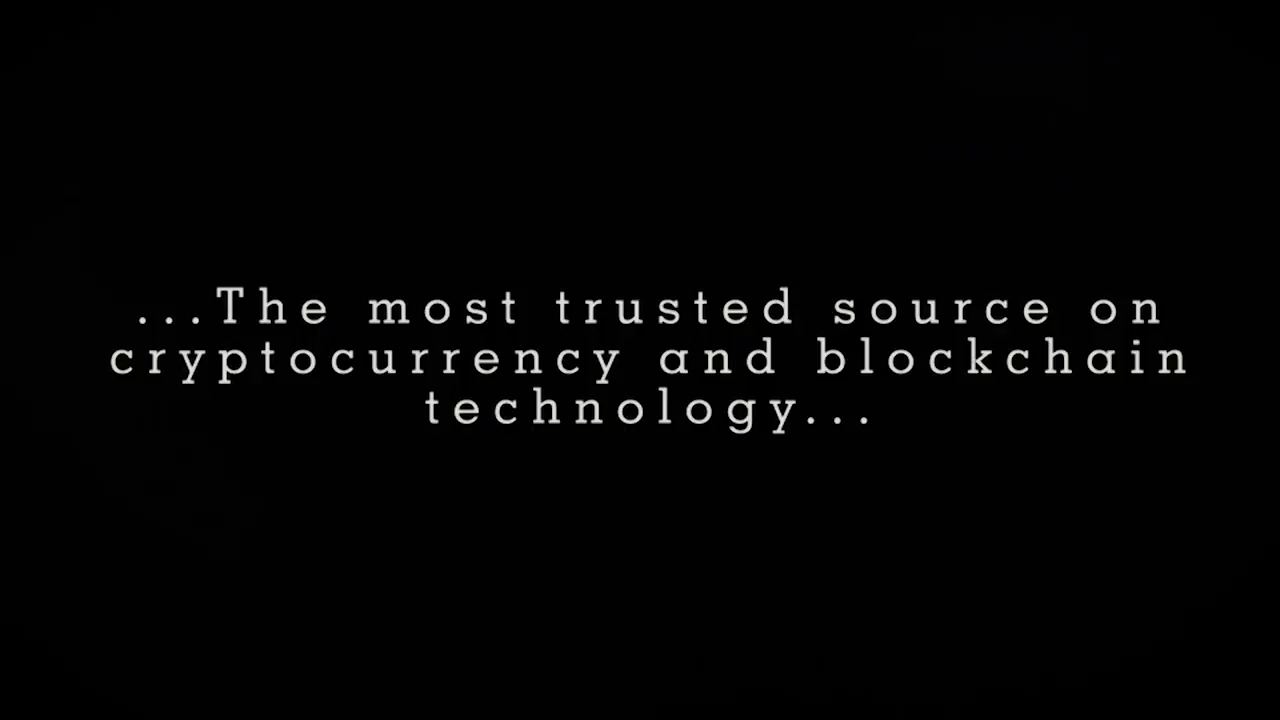 ...The most trusted source on
cryptocurrency and blockchain
technology...